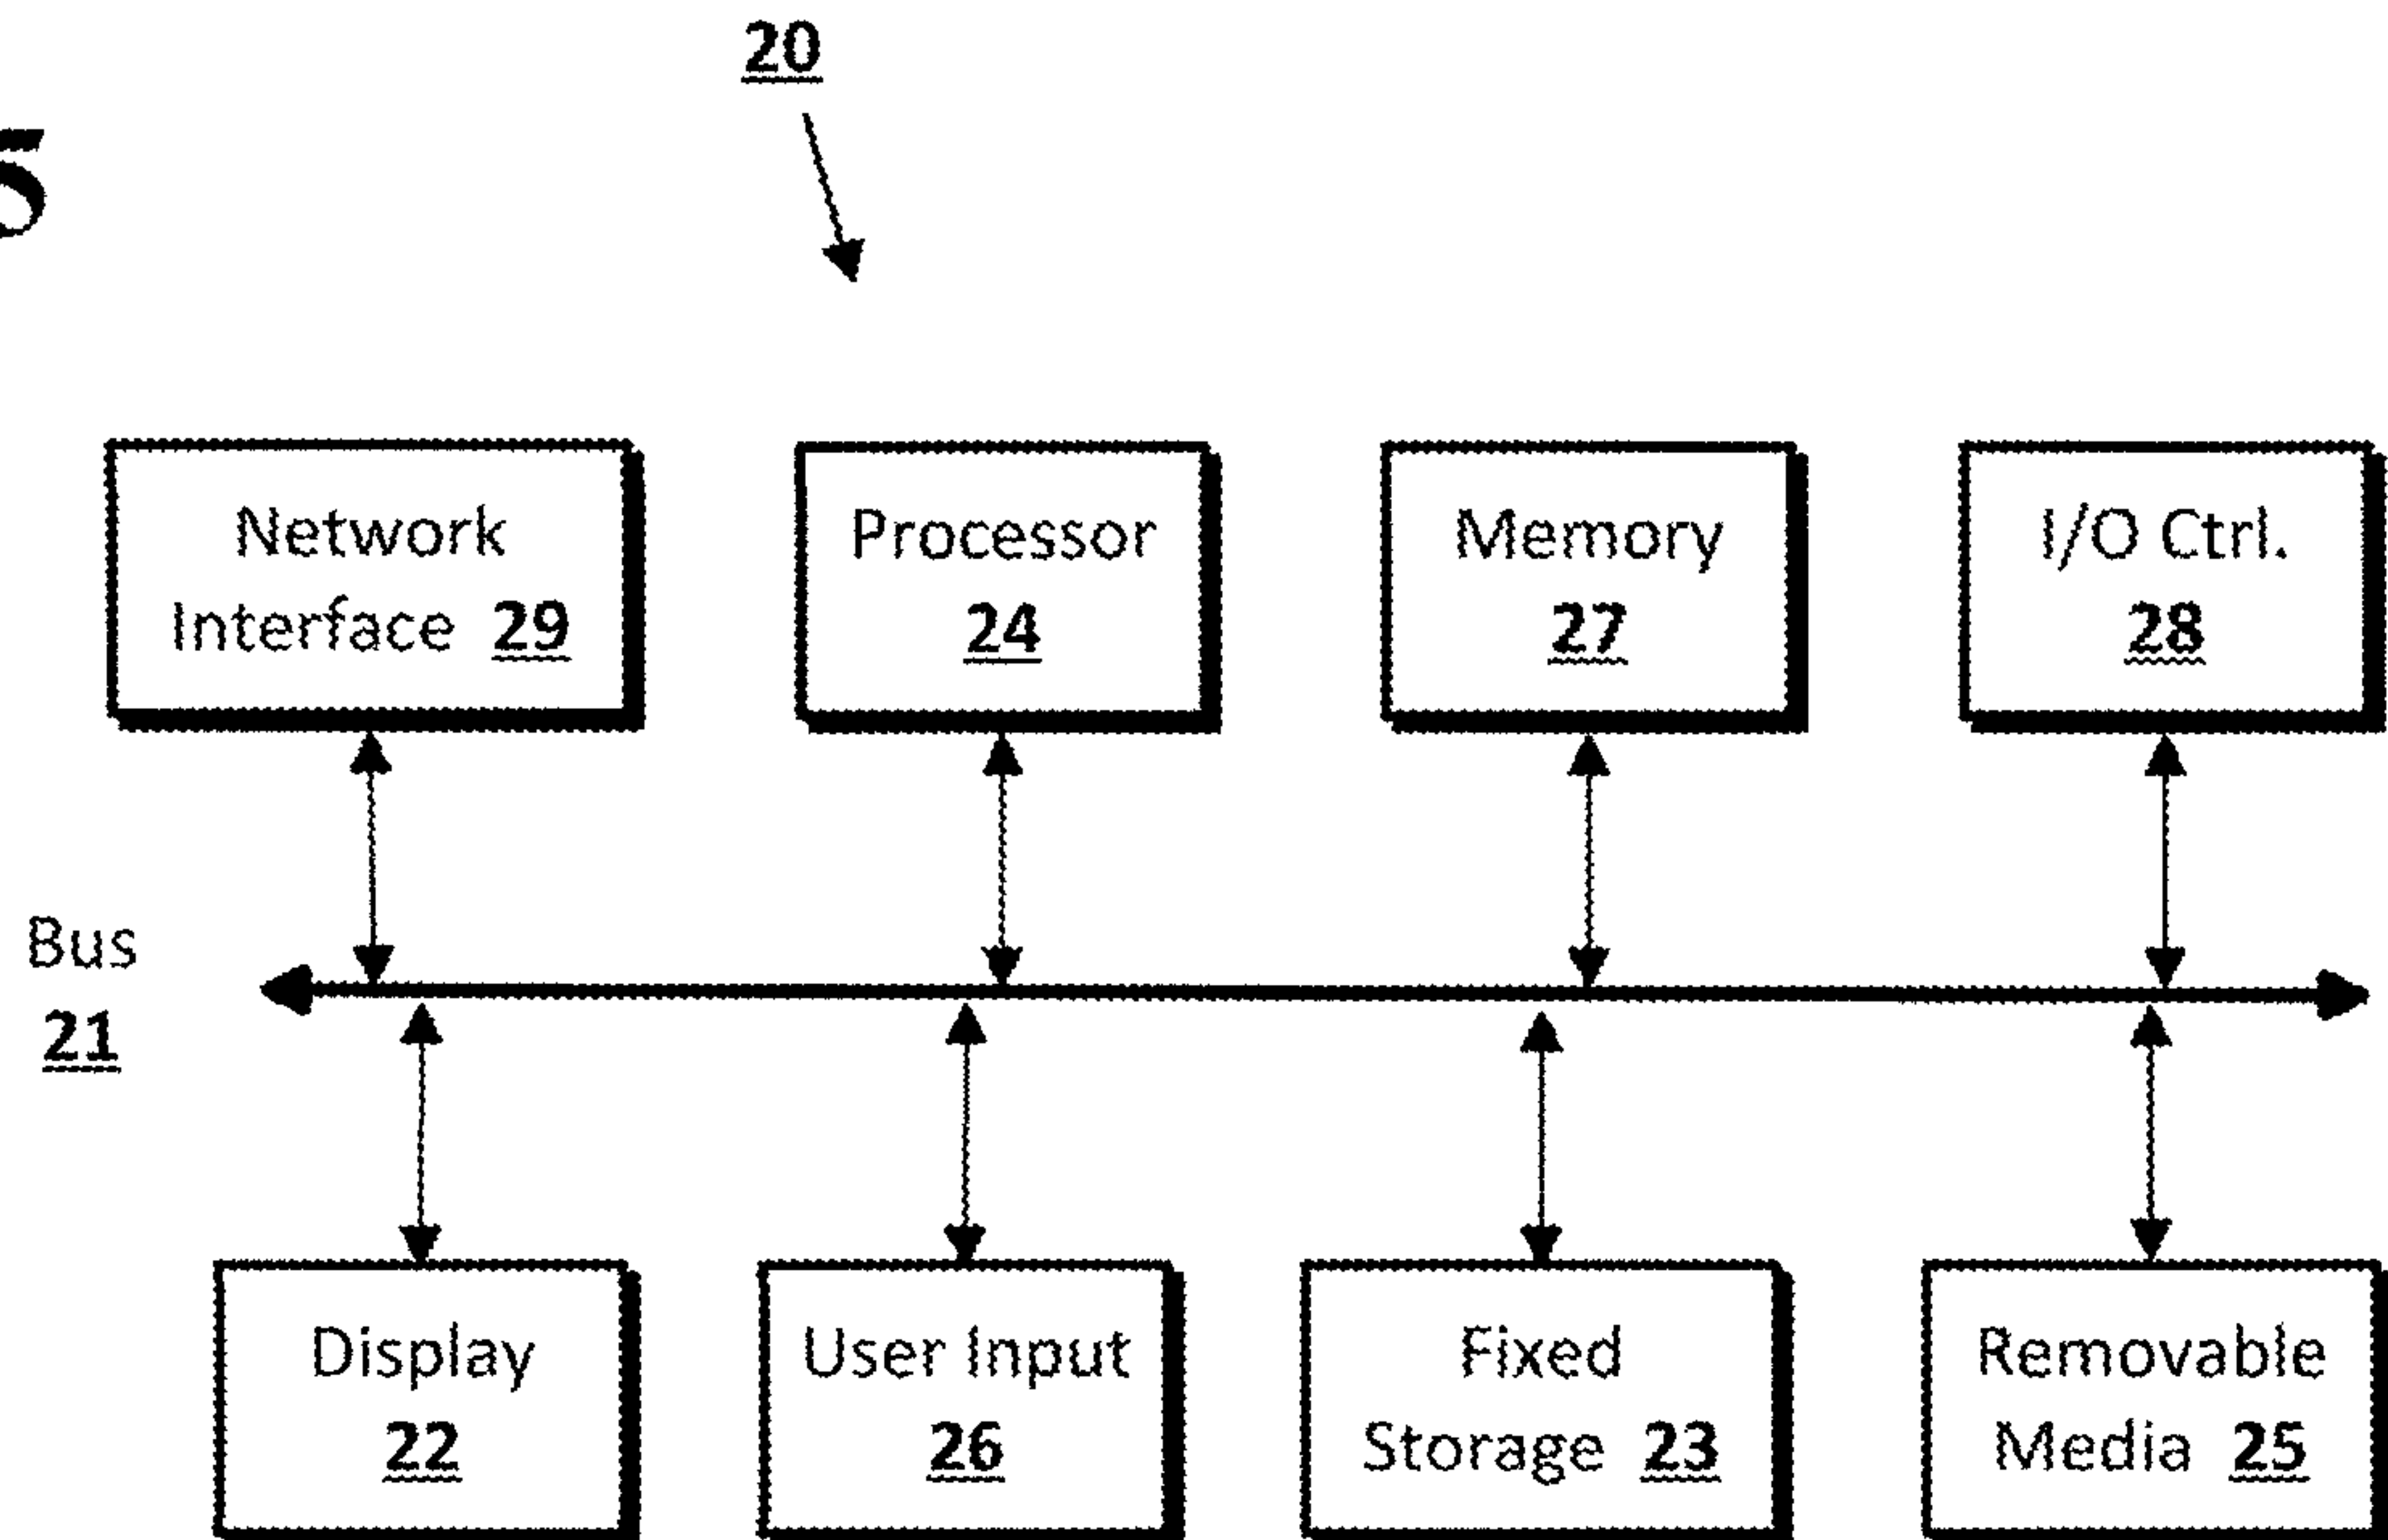 20
5
Network
Interface 29
Processor
24
Memory
27
I/O Ctrl.
28
Bus
21
Display
22
User Input
26
Fixed
Storage 23
Removable
Media 25